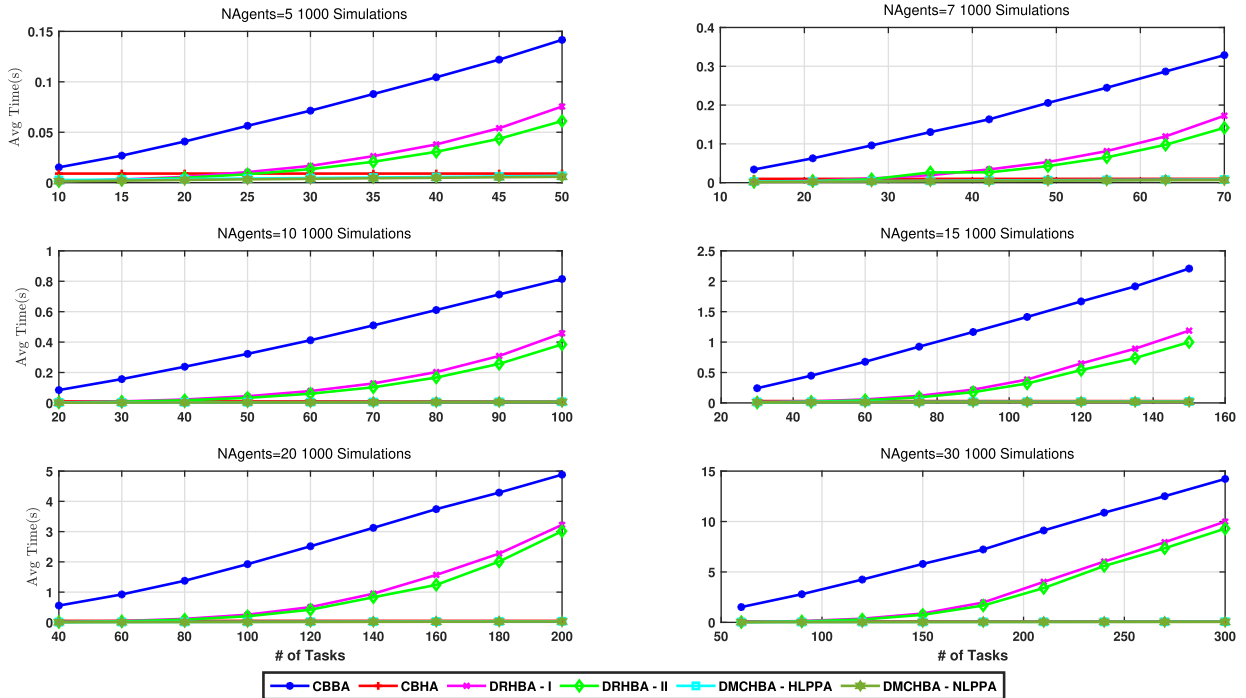 NAgents=5 1000 Simulations
0.15
0.1
0.05
0
Avg Time(s)
10 15 20 25 30 35 40 45 50
NAgents=7 1000 Simulations
0.4
0.3
0.2
0.1
0
10 20 30 40 50 60 70
NAgents=10 1000 Simulations
1
0.8
0.6
0.4
0.2
0
Avg Time(s)
20 30 40 50 60 70 80 90 100
NAgents=15 1000 Simulations
2.5
2
1.5
1
0.5
0
20 40 60 80 100 120 140 160
NAgents=20 1000 Simulations
5
4
3
2
1
0
Avg Time(s)
40 60 80 100 120 140 160 180 200
# of Tasks
NAgents=30 1000 Simulations
15
10
5
0
50 100 150 200 250 300
# of Tasks
CBBA CBHA DRHBA - I DRHBA - II DMCHBA - HLPPA DMCHBA - NLPPA